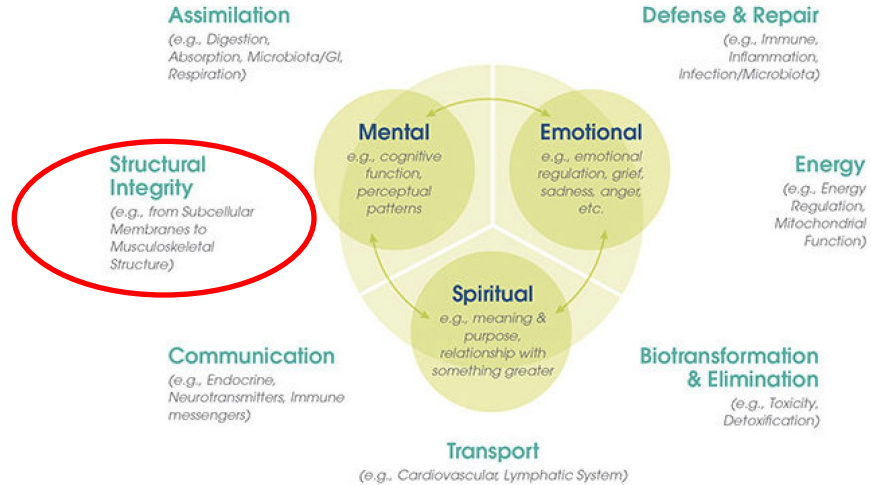 Assimilation
(e.g., Digestion,
Absorption, Microbiota/GI,
Respiration)
Defense & Repair
(e.g., Immune,
Inflammation,
Infection/Microbiota)
Mental
e.g., cognitive
function,
perceptual
patterns
Emotional
e.g., emotional
regulation, grief,
sadness, anger,
etc.
Structural
Integrity
(e.g., from Subcellular
Membranes to
Musculoskeletal
Structure)
Energy
(e.g., Energy
Regulation,
Mitochondrial
Function)
Spiritual
e.g., meaning &
purpose,
relationship with
something greater
Communication
(e.g., Endocrine,
Neurotransmitters, Immune
messengers)
Biotransformation
& Elimination
(e.g., Toxicity,
Detoxification)
Transport
(e.g., Cardiovascular, Lymphatic System)